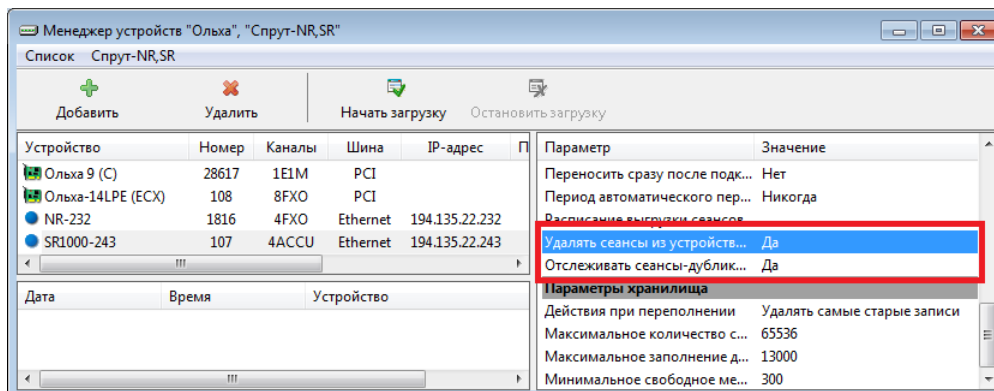 Менеджер устройств "Ольха", "Спрут-NR,SR"
Список Спрут-NR,SR
Добавить Удалить Начать загрузку Остановить загрузку
Устройство Номер Каналы Шина IP-адрес П
Ольха 9 (C) 28617 1E1M PCI
Ольха-14LPE (ECX) 108 8FXO PCI
NR-232 1816 4FXO Ethernet 194.135.22.232
SR1000-243 107 4ACCU Ethernet 194.135.22.243
Дата Время Устройство
Параметр Значение
Переносить сразу после подк... Нет
Период автоматического пер... Никогда
Расписание выгрузки сеансов
Удалять сеансы из устройств... Да
Отслеживать сеансы-дублик... Да
Параметры хранилища
Действия при переполнении Удалять самые старые записи
Максимальное количество с... 65536
Максимальное заполнение д... 13000
Минимальное свободное ме... 300